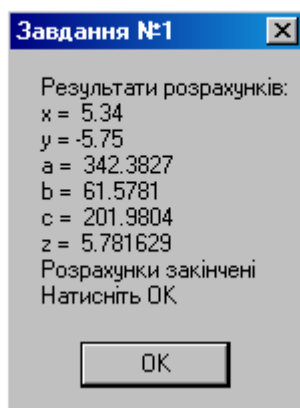 Завдання №1
Результати розрахунків:
x = 5.34
y = -5.75
a = 342.3827
b = 61.5781
c = 201.9804
z = 5.781629
Розрахунки закінчені
Натисніть OK
OK